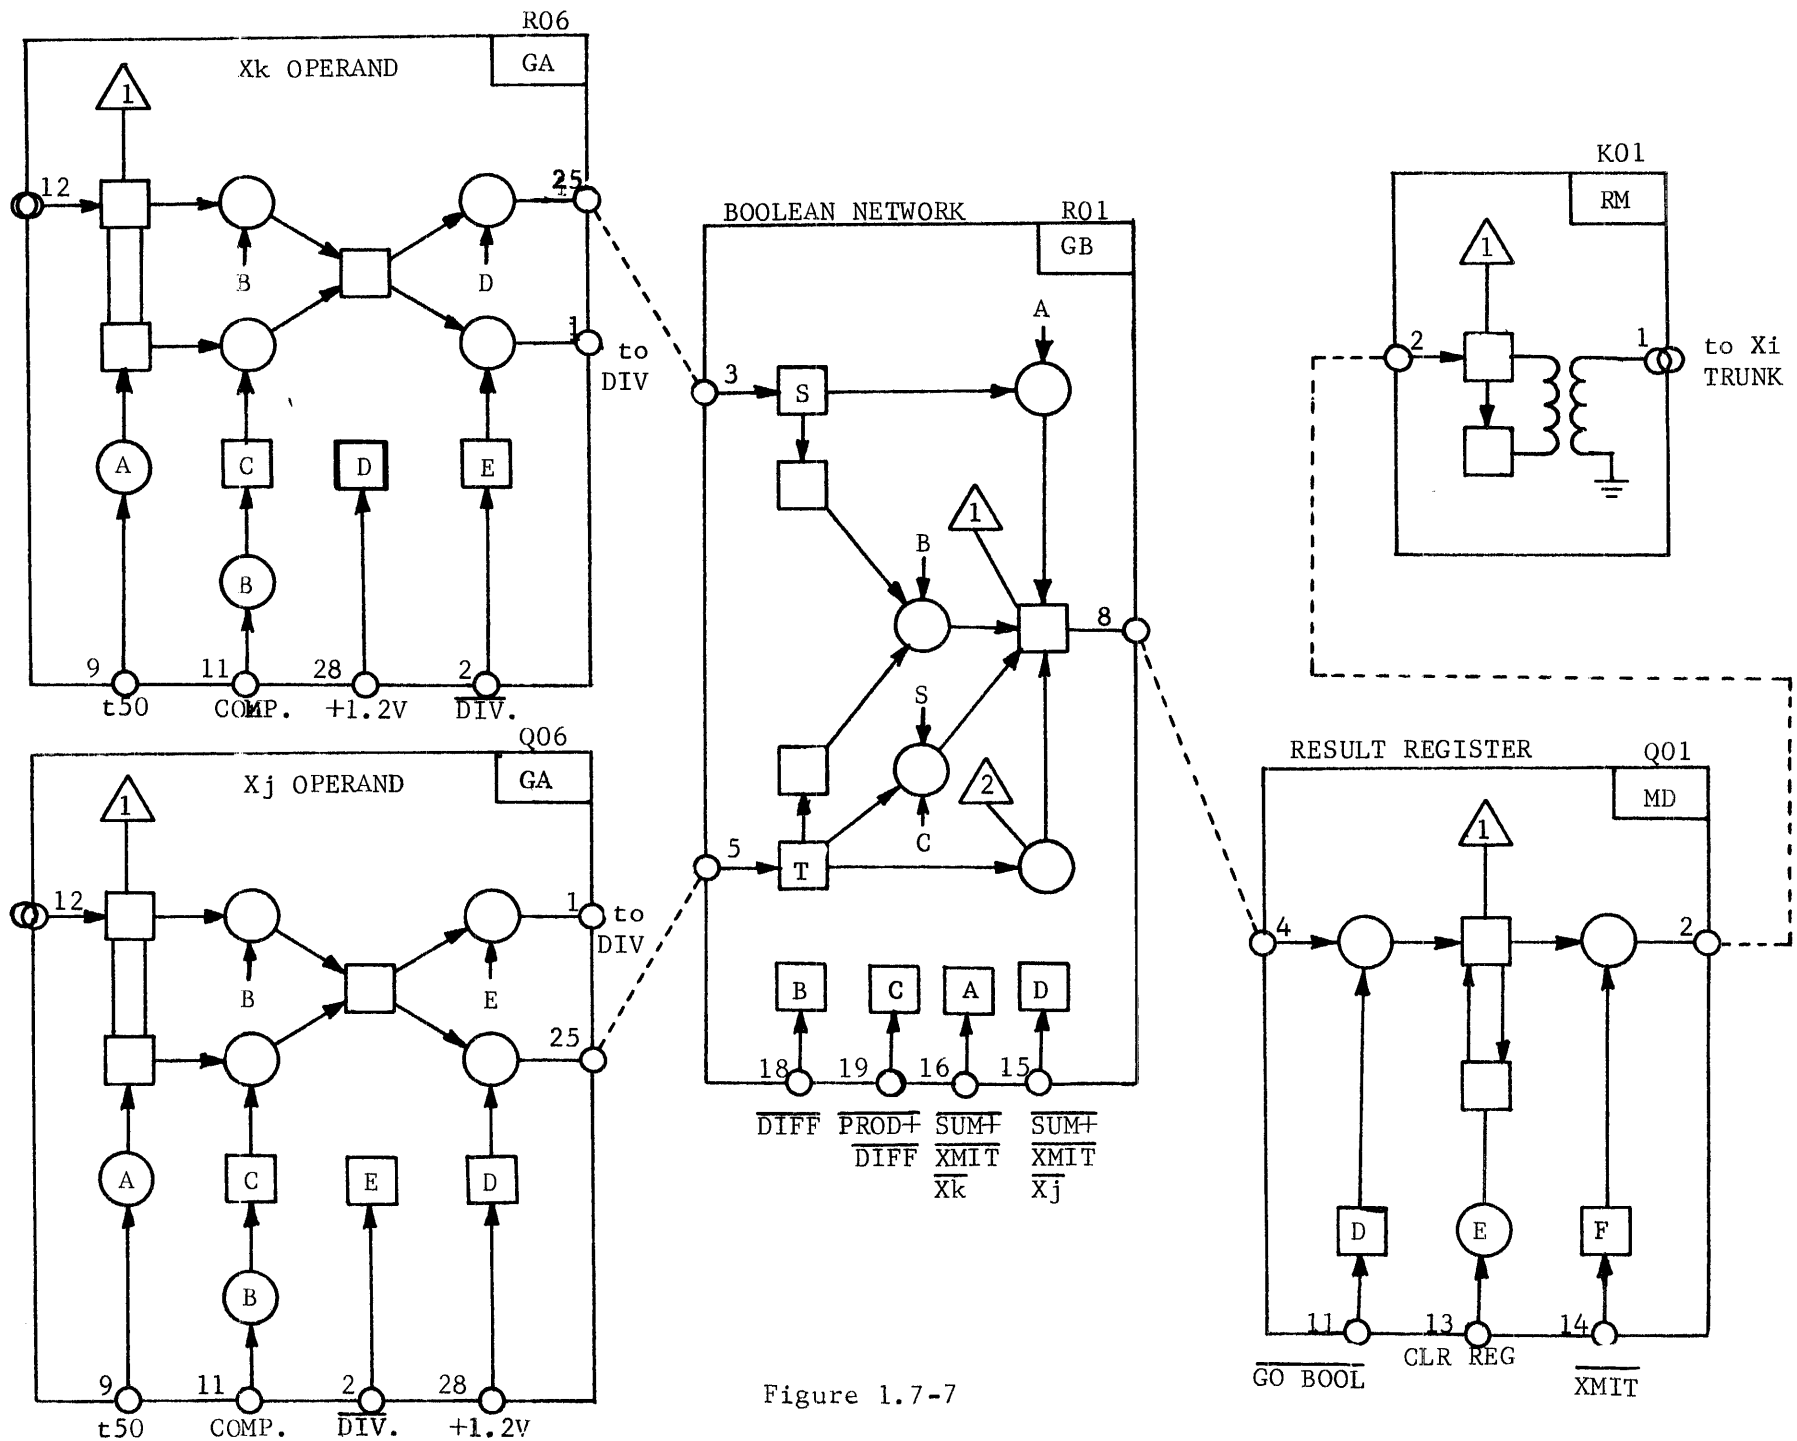 R06
GA
Xk OPERAND
1
12
25
B
D
1
to
DIV
A
C
D
E
B
9
11
28
2
t50
COMP.
+1.2V
DIV.
Q06
GA
Xj OPERAND
1
12
1
to
DIV
B
E
25
A
C
E
D
B
9
11
2
28
t50
COMP.
DIV.
+1.2V
BOOLEAN NETWORK
R01
GB
A
3
S
1
B
8
S
2
5
T
C
B
C
A
D
18
19
16
15
DIFF
PROD+
DIFF
SUM+
XMIT
Xk
SUM+
XMIT
Xj
K01
RM
1
2
1
to Xi
TRUNK
RESULT REGISTER
Q01
MD
1
4
2
D
E
F
11
13
14
GO BOOL
CLR REG
XMIT
Figure 1.7-7